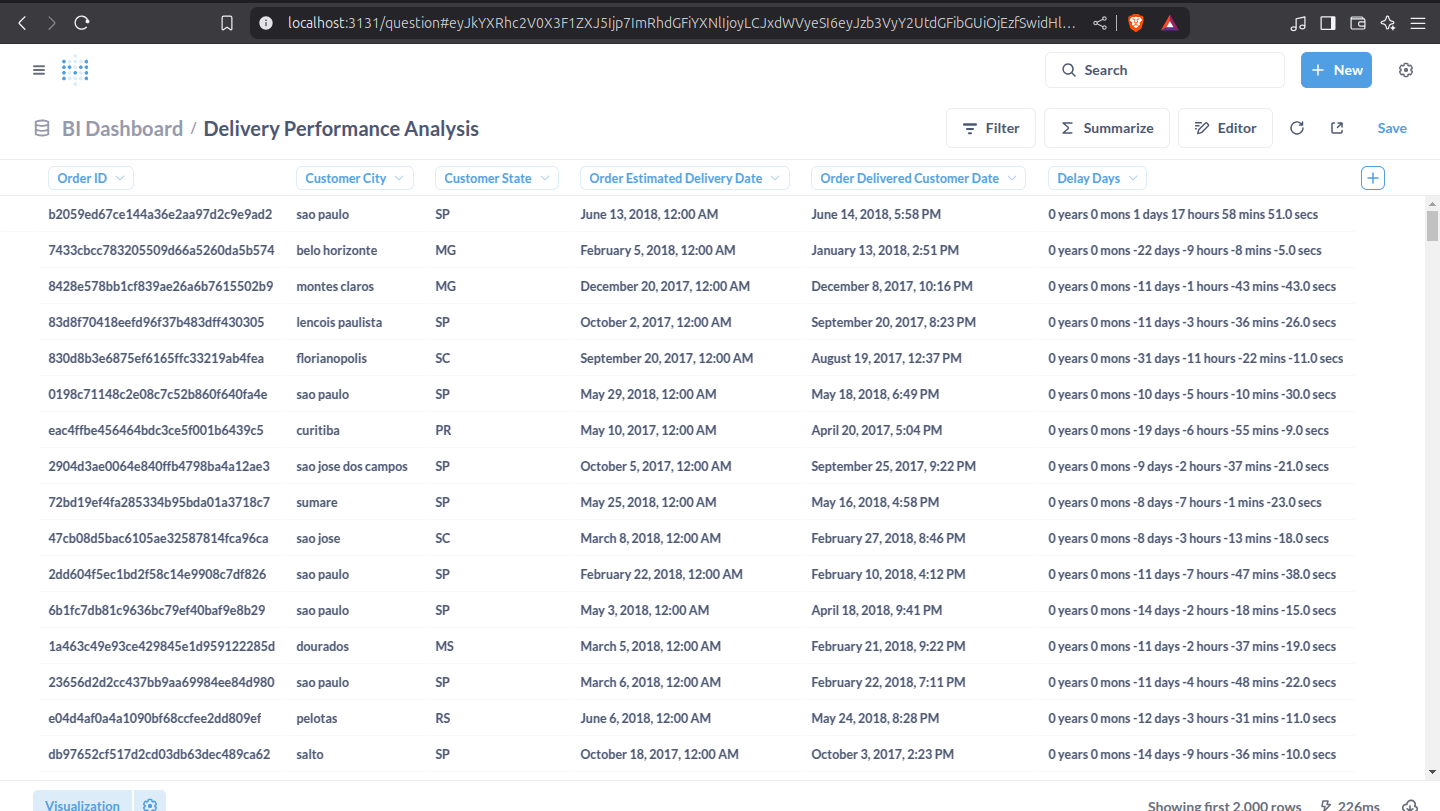 localhost:3131/question#eyJkYXRhc2V0X3F1ZXJ5Ijp7ImRhdGFiYXNlIjoyLCJxdWVyeSI6eyJzb3VyY2UtdGFibGUiOjEzfSwidHl...
Search
+ New
BI Dashboard / Delivery Performance Analysis
Filter
Summarize
Editor
Save
Order ID Customer City Customer State Order Estimated Delivery Date Order Delivered Customer Date Delay Days
b2059ed67ce144a36e2aa97d2c9e9ad2 sao paulo SP June 13, 2018, 12:00 AM June 14, 2018, 5:58 PM 0 years 0 mons 1 days 17 hours 58 mins 51.0 secs
7433cbcc783205509d66a5260da5b574 belo horizonte MG February 5, 2018, 12:00 AM January 13, 2018, 2:51 PM 0 years 0 mons -22 days -9 hours -8 mins -5.0 secs
8428e578bb1cf839ae26a6b7615502b9 montes claros MG December 20, 2017, 12:00 AM December 8, 2017, 10:16 PM 0 years 0 mons -11 days -1 hours -43 mins -43.0 secs
83d8f70418eefd96f37b483dff430305 lencois paulista SP October 2, 2017, 12:00 AM September 20, 2017, 8:23 PM 0 years 0 mons -11 days -3 hours -36 mins -26.0 secs
830d8b3e6875ef6165ffc33219ab4fea florianopolis SC September 20, 2017, 12:00 AM August 19, 2017, 12:37 PM 0 years 0 mons -31 days -11 hours -22 mins -11.0 secs
0198c71148c2e08c7c52b860f640fa4e sao paulo SP May 29, 2018, 12:00 AM May 18, 2018, 6:49 PM 0 years 0 mons -10 days -5 hours -10 mins -30.0 secs
eac4ffbe456464bdc3ce5f001b6439c5 curitiba PR May 10, 2017, 12:00 AM April 20, 2017, 5:04 PM 0 years 0 mons -19 days -6 hours -55 mins -9.0 secs
2904d3ae0064e840ffb4798ba4a12ae3 sao jose dos campos SP October 5, 2017, 12:00 AM September 25, 2017, 9:22 PM 0 years 0 mons -9 days -2 hours -37 mins -21.0 secs
72bd19ef4fa285334b95bda01a3718c7 sumare SP May 25, 2018, 12:00 AM May 16, 2018, 4:58 PM 0 years 0 mons -8 days -7 hours -1 mins -23.0 secs
47cb08d5bac6105ae32587814fca96ca sao jose SC March 8, 2018, 12:00 AM February 27, 2018, 8:46 PM 0 years 0 mons -8 days -3 hours -13 mins -18.0 secs
2dd604f5ec1bd2f58c14e9908c7df826 sao paulo SP February 22, 2018, 12:00 AM February 10, 2018, 4:12 PM 0 years 0 mons -11 days -7 hours -47 mins -38.0 secs
6b1fc7db81c9636bc79ef40baf9e8b29 sao paulo SP May 3, 2018, 12:00 AM April 18, 2018, 9:41 PM 0 years 0 mons -14 days -2 hours -18 mins -15.0 secs
1a463c49e93ce429845e1d959122285d dourados MS March 5, 2018, 12:00 AM February 21, 2018, 9:22 PM 0 years 0 mons -11 days -2 hours -37 mins -19.0 secs
23656d2d2cc437bb9aa69984ee84d980 sao paulo SP March 6, 2018, 12:00 AM February 22, 2018, 7:11 PM 0 years 0 mons -11 days -4 hours -48 mins -22.0 secs
e04d4af0a4a1090bf68ccfee2dd809ef pelotas RS June 6, 2018, 12:00 AM May 24, 2018, 8:28 PM 0 years 0 mons -12 days -3 hours -31 mins -11.0 secs
db97652cf517d2cd03db63dec489ca62 salto SP October 18, 2017, 12:00 AM October 3, 2017, 2:23 PM 0 years 0 mons -14 days -9 hours -36 mins -10.0 secs
Visualization
Showing first 2,000 rows
226ms